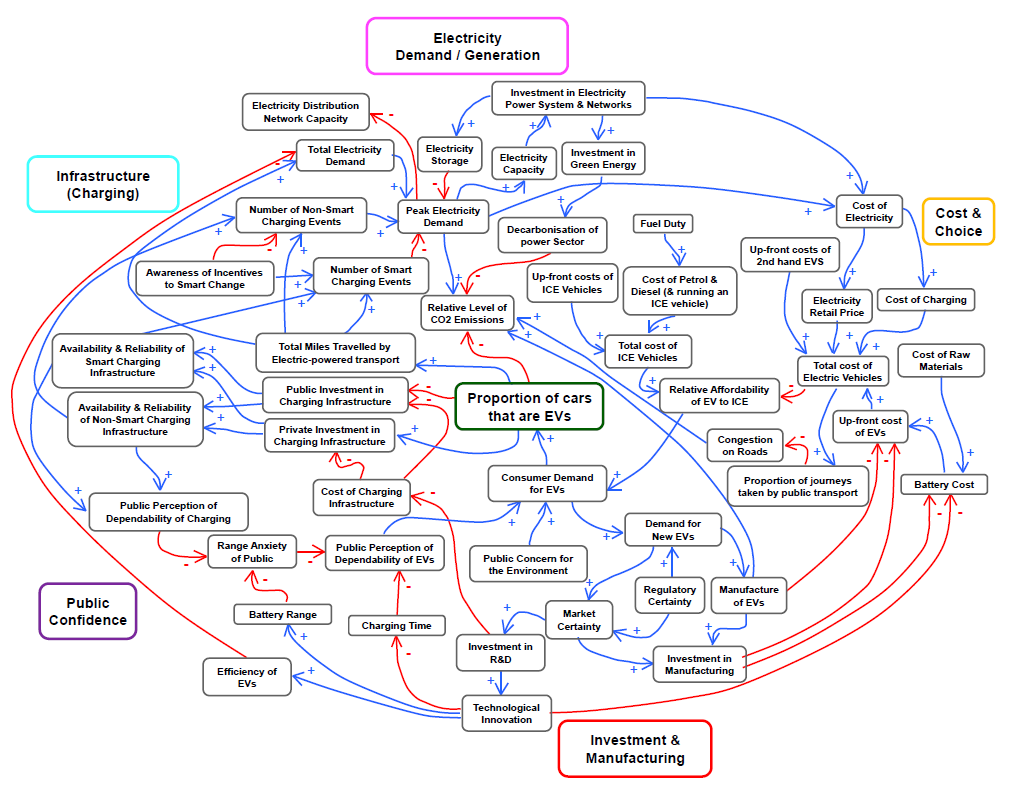 Electricity
Demand / Generation
Investment in Electricity
Power System & Networks
Electricity Distribution
Network Capacity
-
+
+
+
Total Electricity
Demand
Electricity
Storage
Electricity
Capacity
Investment in
Green Energy
Infrastructure
(Charging)
-
+
+
-
+
+
+
+
Number of Non-Smart
Charging Events
Peak Electricity
Demand
Decarbonisation of
power Sector
Fuel Duty
Cost of
Electricity
Cost &
Choice
+
+
-
+
-
+
Up-front costs of
2nd hand EVS
Awareness of Incentives
to Smart Change
Number of Smart
Charging Events
Up-front costs of
ICE Vehicles
Cost of Petrol &
Diesel (& running an
ICE vehicle)
+
+
+
+
-
+
+
Electricity
Retail Price
Cost of Charging
Relative Level of
CO2 Emissions
+
+
+
+
-
+
+
+
+
+
Availability & Reliability of
Smart Charging
Infrastructure
Total Miles Travelled by
Electric-powered transport
Total cost of
ICE Vehicles
Total cost of
Electric Vehicles
Cost of Raw
Materials
+
+
+
+
Public Investment in
Charging Infrastructure
-
-
Proportion of cars
that are EVs
Relative Affordability
of EV to ICE
-
+
Availability & Reliability
of Non-Smart Charging
Infrastructure
+
+
Private Investment in
Charging Infrastructure
+
+
Up-front cost
of EVs
+
Congestion
on Roads
-
-
+
-
-
+
+
Cost of Charging
Infrastructure
-
Consumer Demand
for EVs
+
Proportion of journeys
taken by public transport
Battery Cost
+
Public Perception of
Dependability of Charging
+
+
+
-
-
Range Anxiety
of Public
-
-
Public Perception of
Dependability of EVs
Public Concern for
the Environment
Demand for
New EVs
+
+
+
-
-
+
Regulatory
Certainty
Manufacture
of EVs
Public
Confidence
Battery Range
Charging Time
+
Market
Certainty
+
+
+
-
Investment in
R&D
Investment in
Manufacturing
+
Efficiency of
EVs
+
+
Technological
Innovation
Investment &
Manufacturing